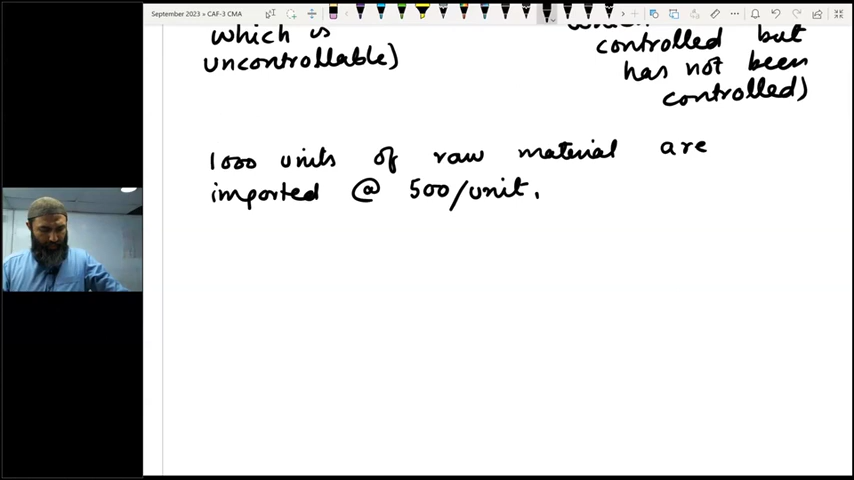 September 2023 » CAF-3 CMA
which is
uncontrollable)
controlled but
has not been
controlled)
1000 units of raw material are
imported @ 500/unit.